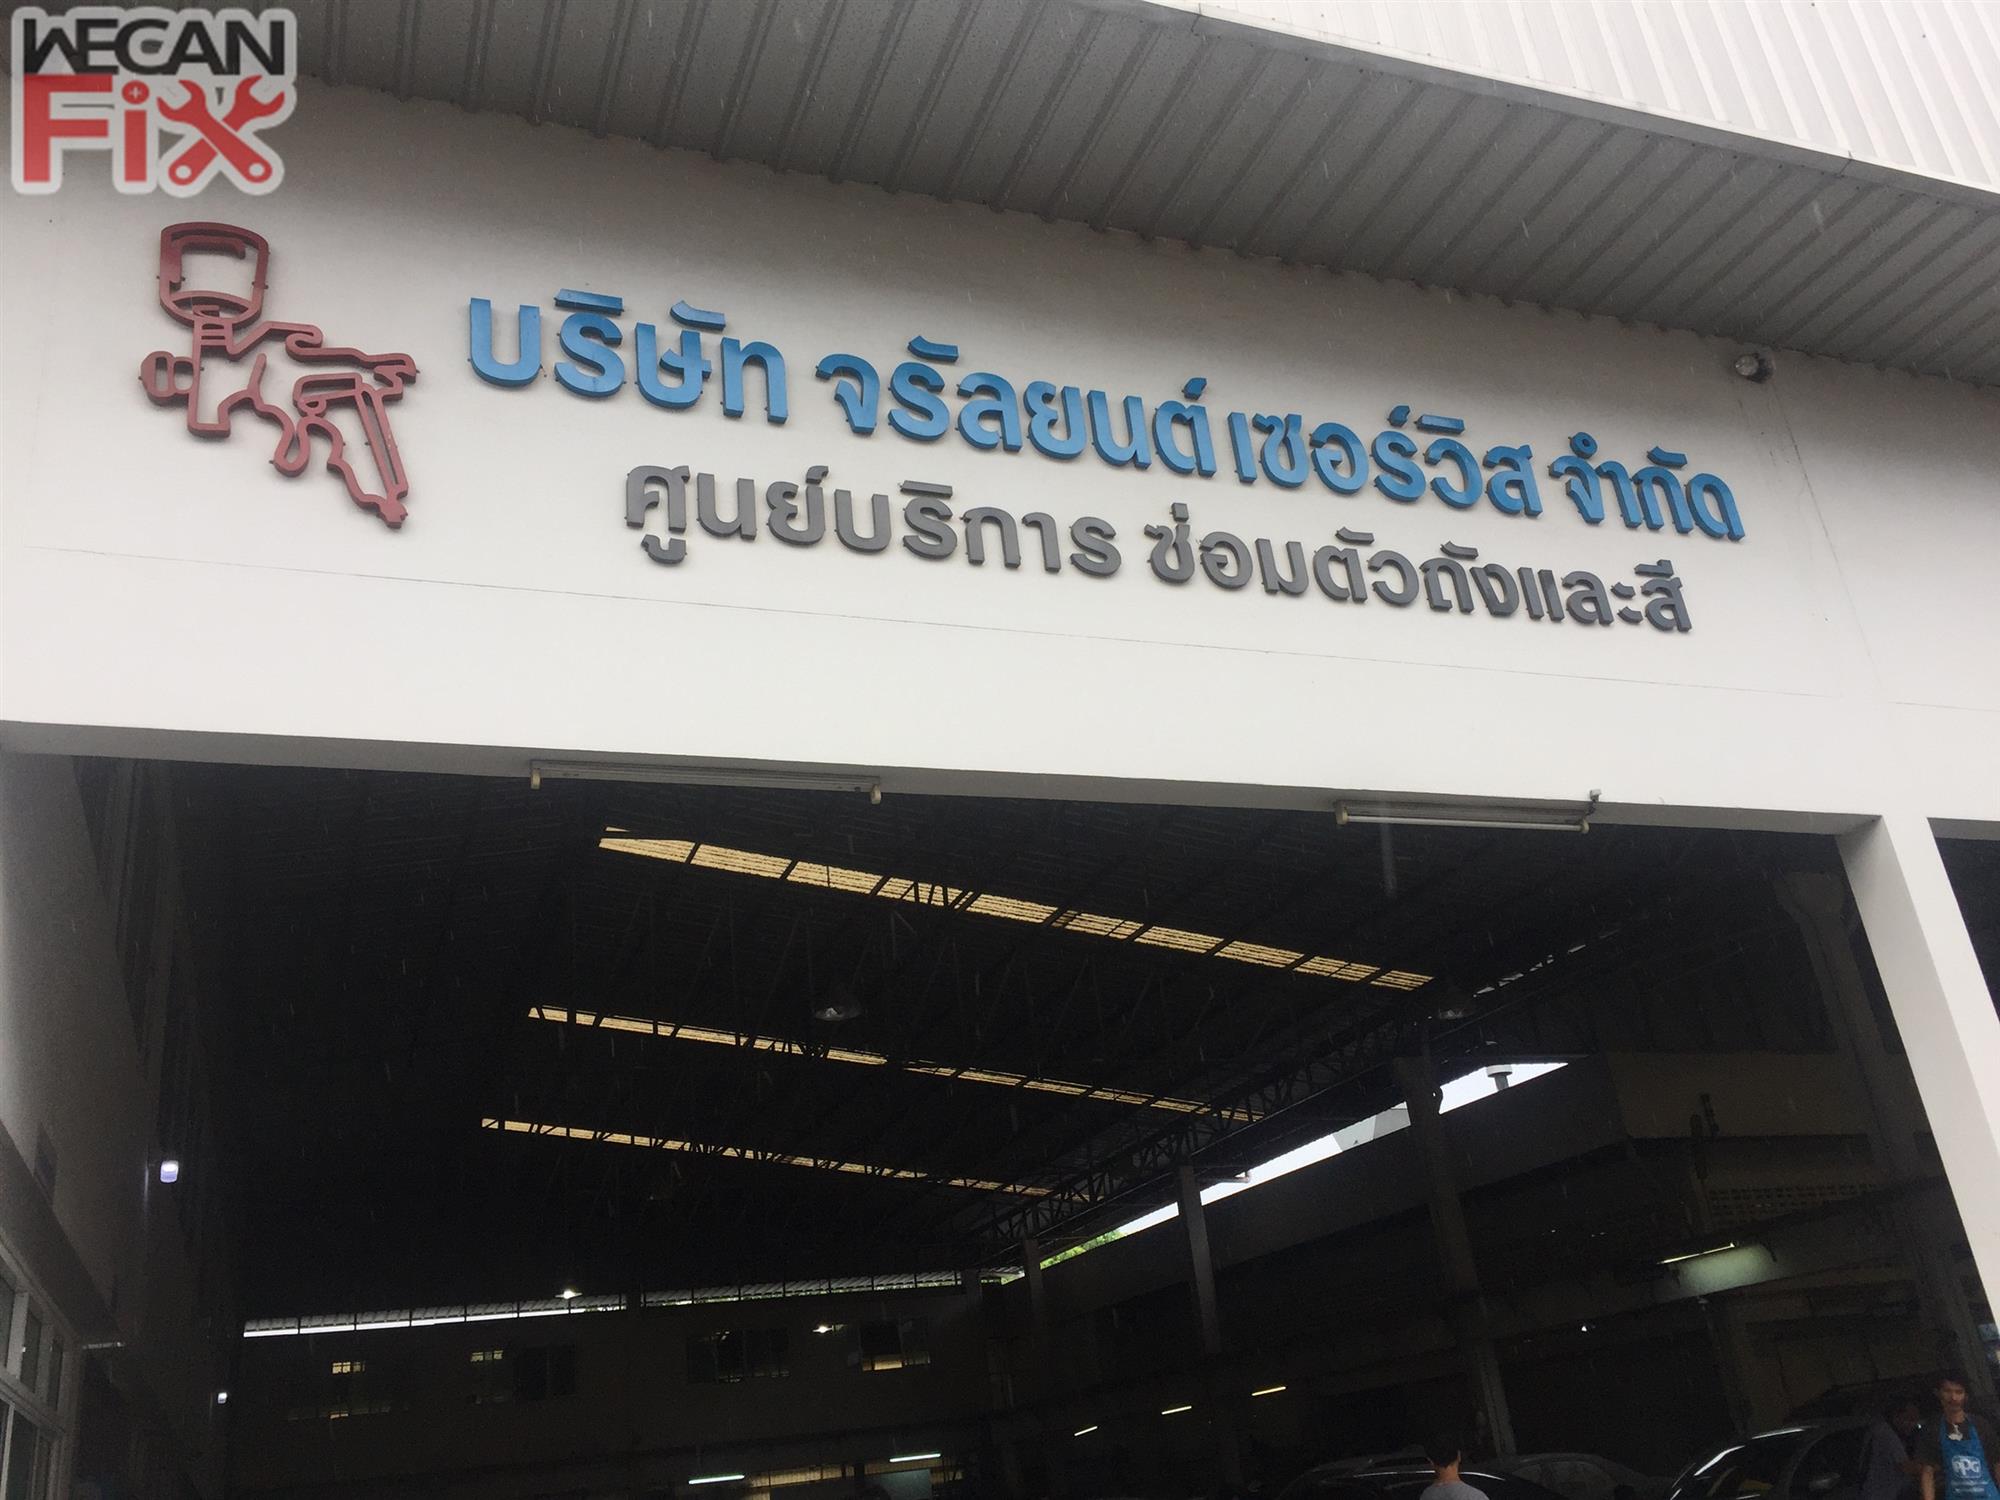 WECAN
Fix
บริษัท จรัลยนต์ เซอร์วิส จำกัด
ศูนย์บริการ ซ่อมตัวถังและสี
PPG